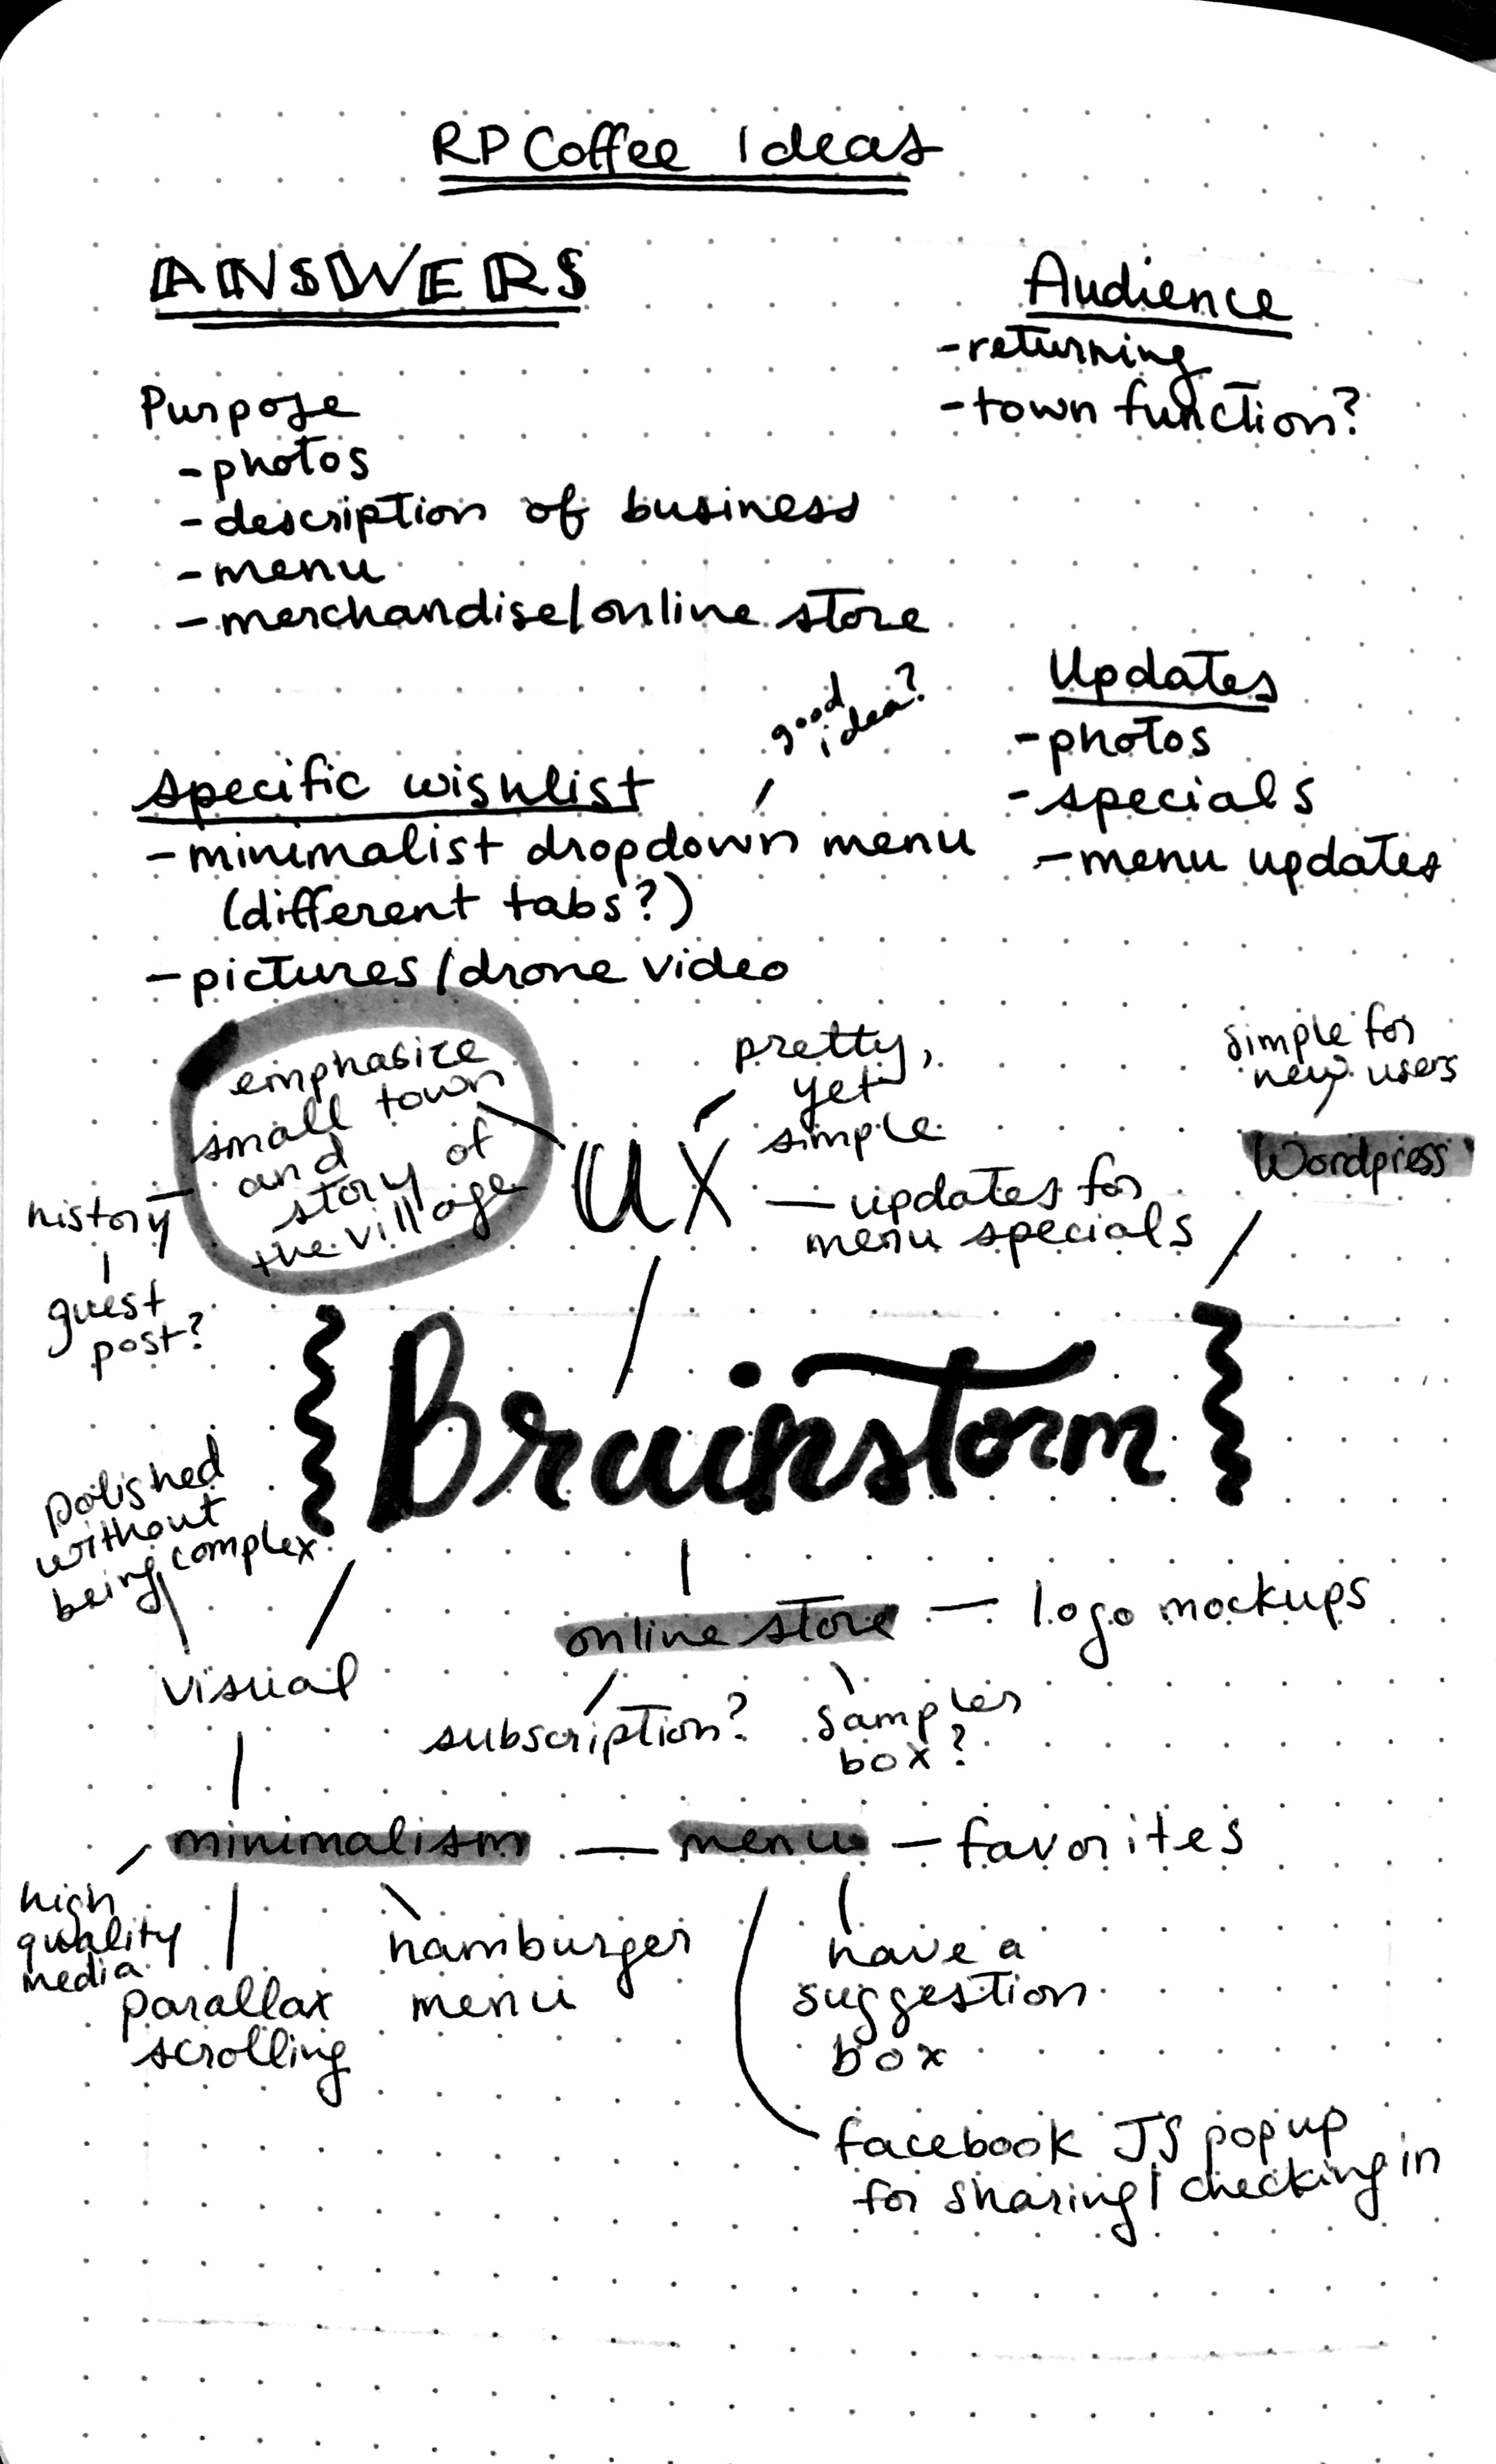 RP Coffee Ideas
ANSWERS
Purpose
- photos
- description of business
- menu
- merchandise/online store
Audience
- returning
- town function?
Updates
- photos
- specials
- menu updates
good
idea?
specific wishlist
- minimalist dropdown menu
(different tabs?)
- pictures/drone video
emphasize
small town
and
story of
the village
history
guest
post?
UX
pretty,
yet
simple
updates for
menu specials
simple for
new users
Wordpress
{Brainstorm}
polished
without
being complex
visual
online store
logo mockups
subscription?
sampler
box?
minimalism
menu
favorites
high
quality
media
parallax
scrolling
hamburger
menu
have a
suggestion
box
facebook JS popup
for sharing/checking in